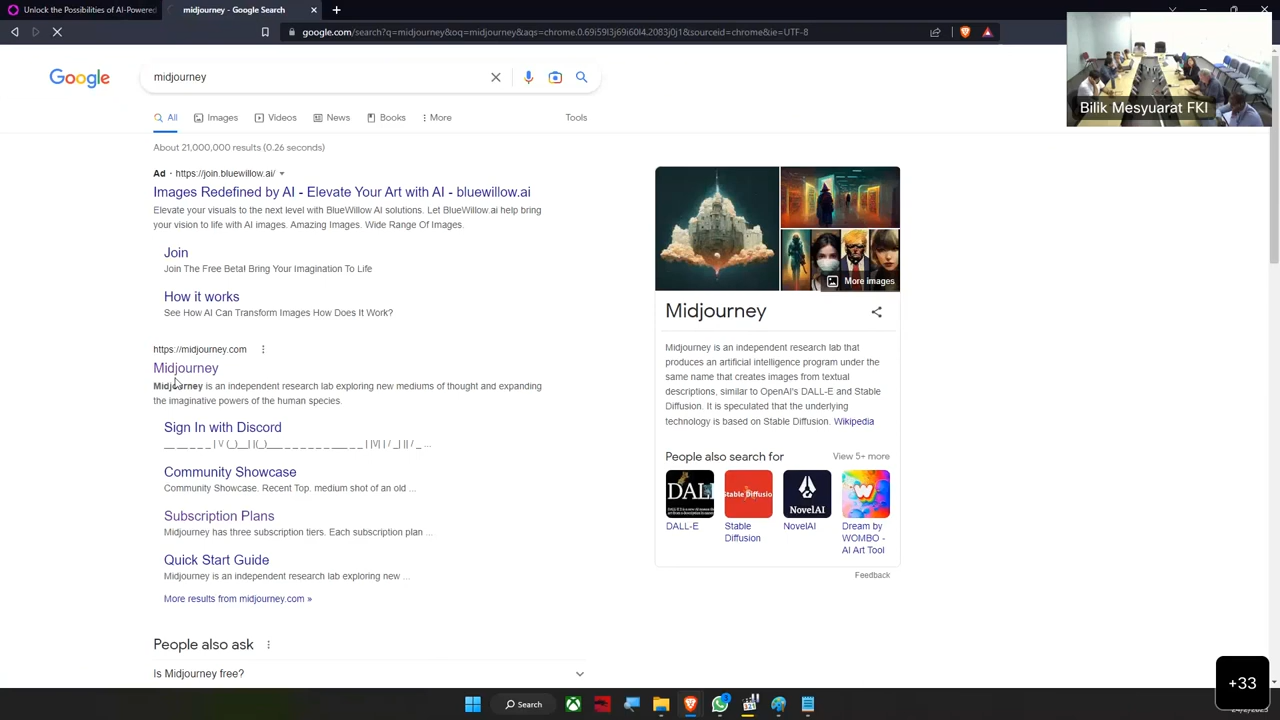 Unlock the Possibilities of AI-Powered
midjourney - Google Search
google.com/search?q=midjourney&oq=midjourney&aqs=chrome.0.69i59l3j69i60l4.2083j0j1&sourceid=chrome&ie=UTF-8
Bilik Mesyuarat FKI
Google
midjourney
All
Images
Videos
News
Books
More
Tools
About 21,000,000 results (0.26 seconds)
Ad · https://join.bluewillow.ai/
Images Redefined by AI - Elevate Your Art with AI - bluewillow.ai
Elevate your visuals to the next level with BlueWillow AI solutions. Let BlueWillow.ai help bring
your vision to life with AI images. Amazing Images. Wide Range Of Images.
Join
Join The Free Beta! Bring Your Imagination To Life
How it works
See How AI Can Transform Images How Does It Work?
https://midjourney.com
Midjourney
Midjourney is an independent research lab exploring new mediums of thought and expanding
the imaginative powers of the human species.
Sign In with Discord
__ __ _ _ _ | \/ (_)__| |(_)___ _ _ _ _ _ ___ _ _ | |\/| | / _| || / _ ...
Community Showcase
Community Showcase. Recent Top. medium shot of an old ...
Subscription Plans
Midjourney has three subscription tiers. Each subscription plan ...
Quick Start Guide
Midjourney is an independent research lab exploring new ...
More results from midjourney.com »
People also ask
Is Midjourney free?
More images
Midjourney
Midjourney is an independent research lab that
produces an artificial intelligence program under the
same name that creates images from textual
descriptions, similar to OpenAI's DALL-E and Stable
Diffusion. It is speculated that the underlying
technology is based on Stable Diffusion. Wikipedia
People also search for
View 5+ more
DALL
Stable Diffusion
NovelAI
DALL-E
Stable
Diffusion
NovelAI
Dream by
WOMBO -
AI Art Tool
Feedback
+33
Search